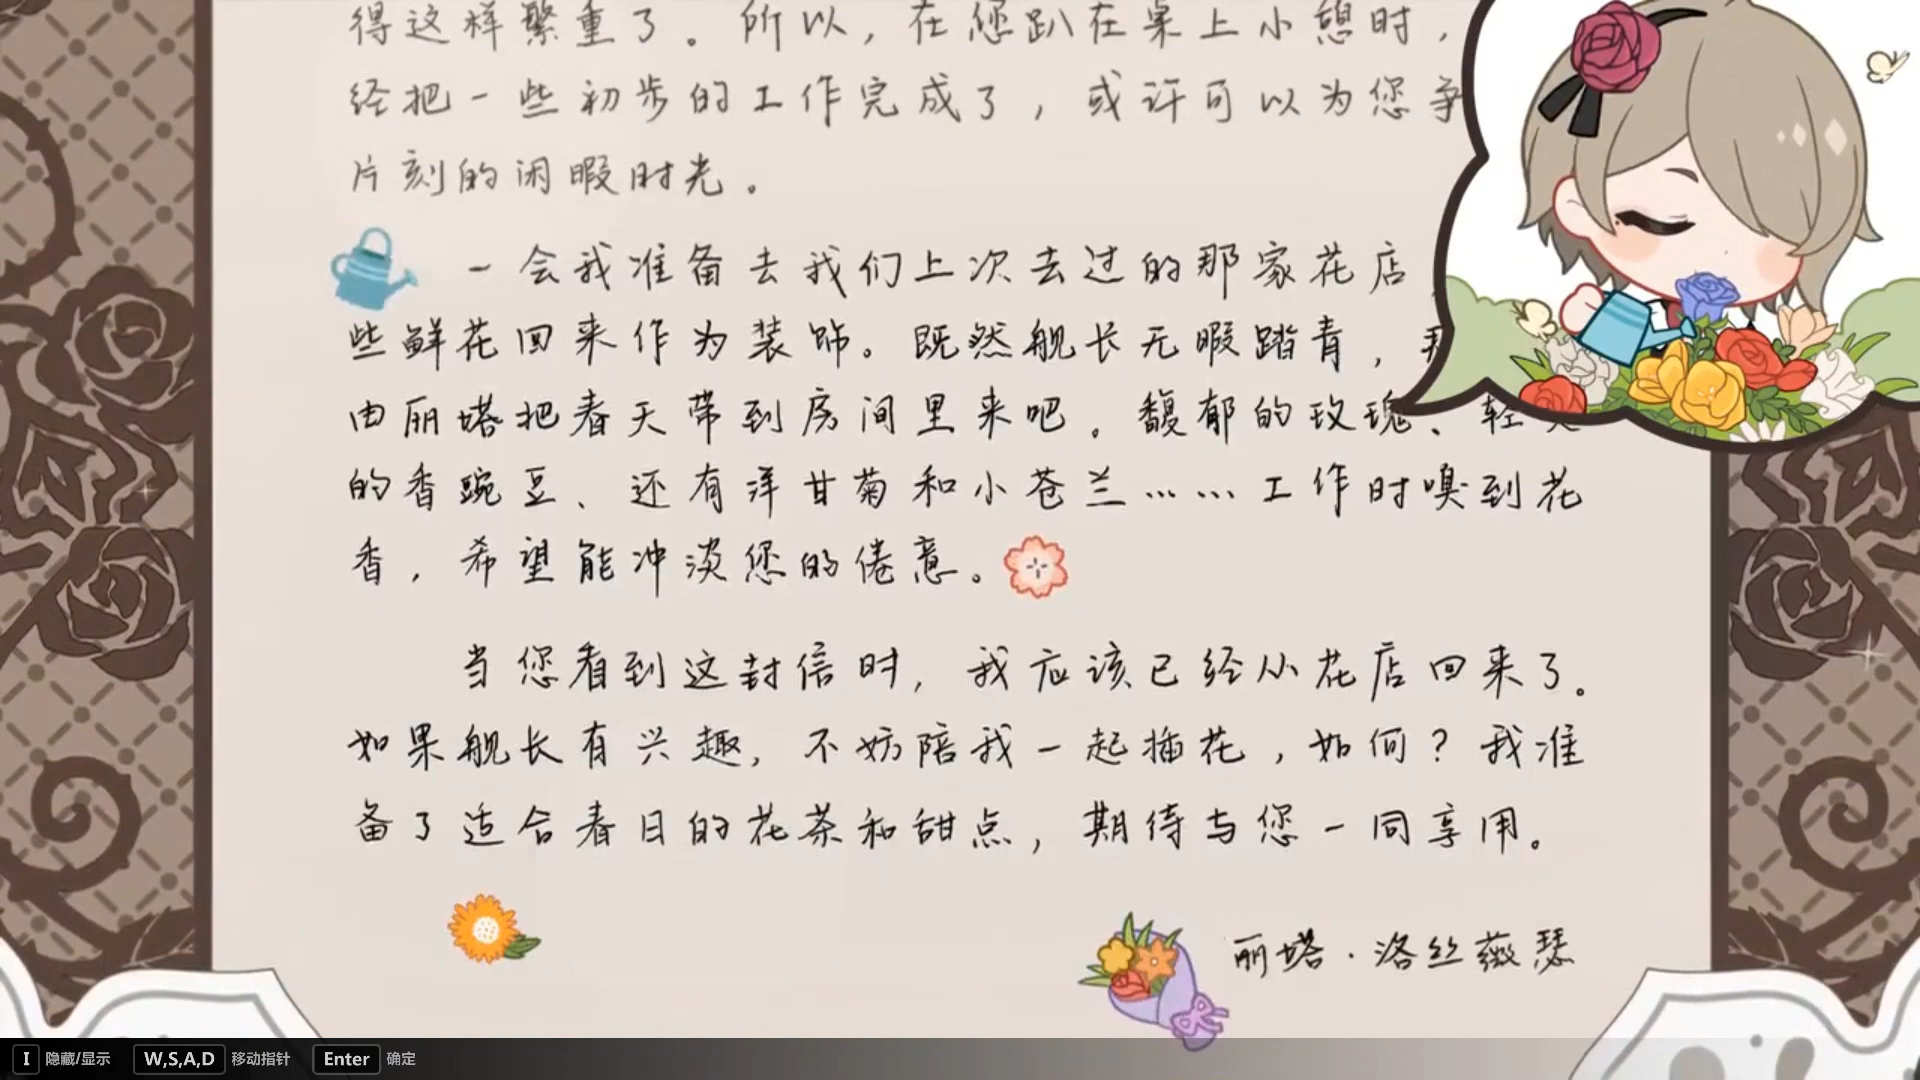 得这样繁重了。所以，在您趴在桌上小憩时，
经把一些初步的工作完成了，或许可以为您争
片刻的闲暇时光。
一会我准备去我们上次去过的那家花店，
些鲜花回来作为装饰。既然舰长无暇踏青，
由丽塔把春天带到房间里来吧。馥郁的玫瑰、轻
的香豌豆、还有洋甘菊和小苍兰……工作时嗅到花
香，希望能冲淡您的倦意。
当您看到这封信时，我应该已经从花店回来了。
如果舰长有兴趣，不妨陪我一起插花，如何？我准
备了适合春日的花茶和甜点，期待与您一同享用。
丽塔·洛丝薇瑟
I 隐藏/显示 W,S,A,D 移动指针 Enter 确定